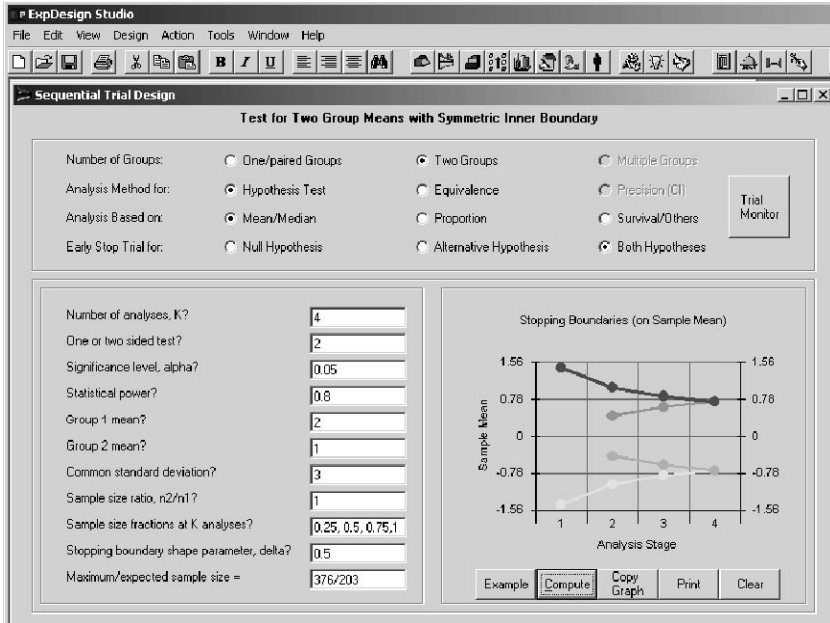 ExpDesign Studio
File Edit View Design Action Tools Window Help
B I U
Sequential Trial Design
Test for Two Group Means with Symmetric Inner Boundary
Number of Groups: One/paired Groups Two Groups Multiple Groups
Analysis Method for: Hypothesis Test Equivalence Precision (CI)
Analysis Based on: Mean/Median Proportion Survival/Others
Early Stop Trial for: Null Hypothesis Alternative Hypothesis Both Hypotheses
Trial
Monitor
Number of analyses, K? 4
One or two sided test? 2
Significance level, alpha? 0.05
Statistical power? 0.8
Group 1 mean? 2
Group 2 mean? 1
Common standard deviation? 3
Sample size ratio, n2/n1? 1
Sample size fractions at K analyses? 0.25, 0.5, 0.75,1
Stopping boundary shape parameter, delta? 0.5
Maximum/expected sample size = 376/203
Stopping Boundaries (on Sample Mean)
Sample Mean
1.56 1.56
0.78 0.78
0 0
-0.78 -0.78
-1.56 -1.56
1 2 3 4
Analysis Stage
Example Compute Copy Graph Print Clear